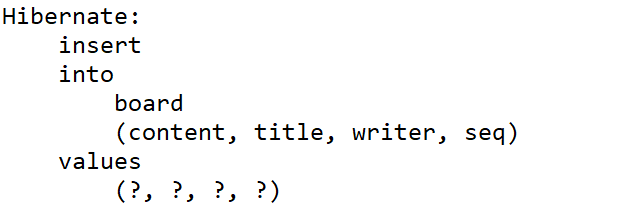 Hibernate:
    insert
    into
        board
        (content, title, writer, seq)
    values
        (?, ?, ?, ?)